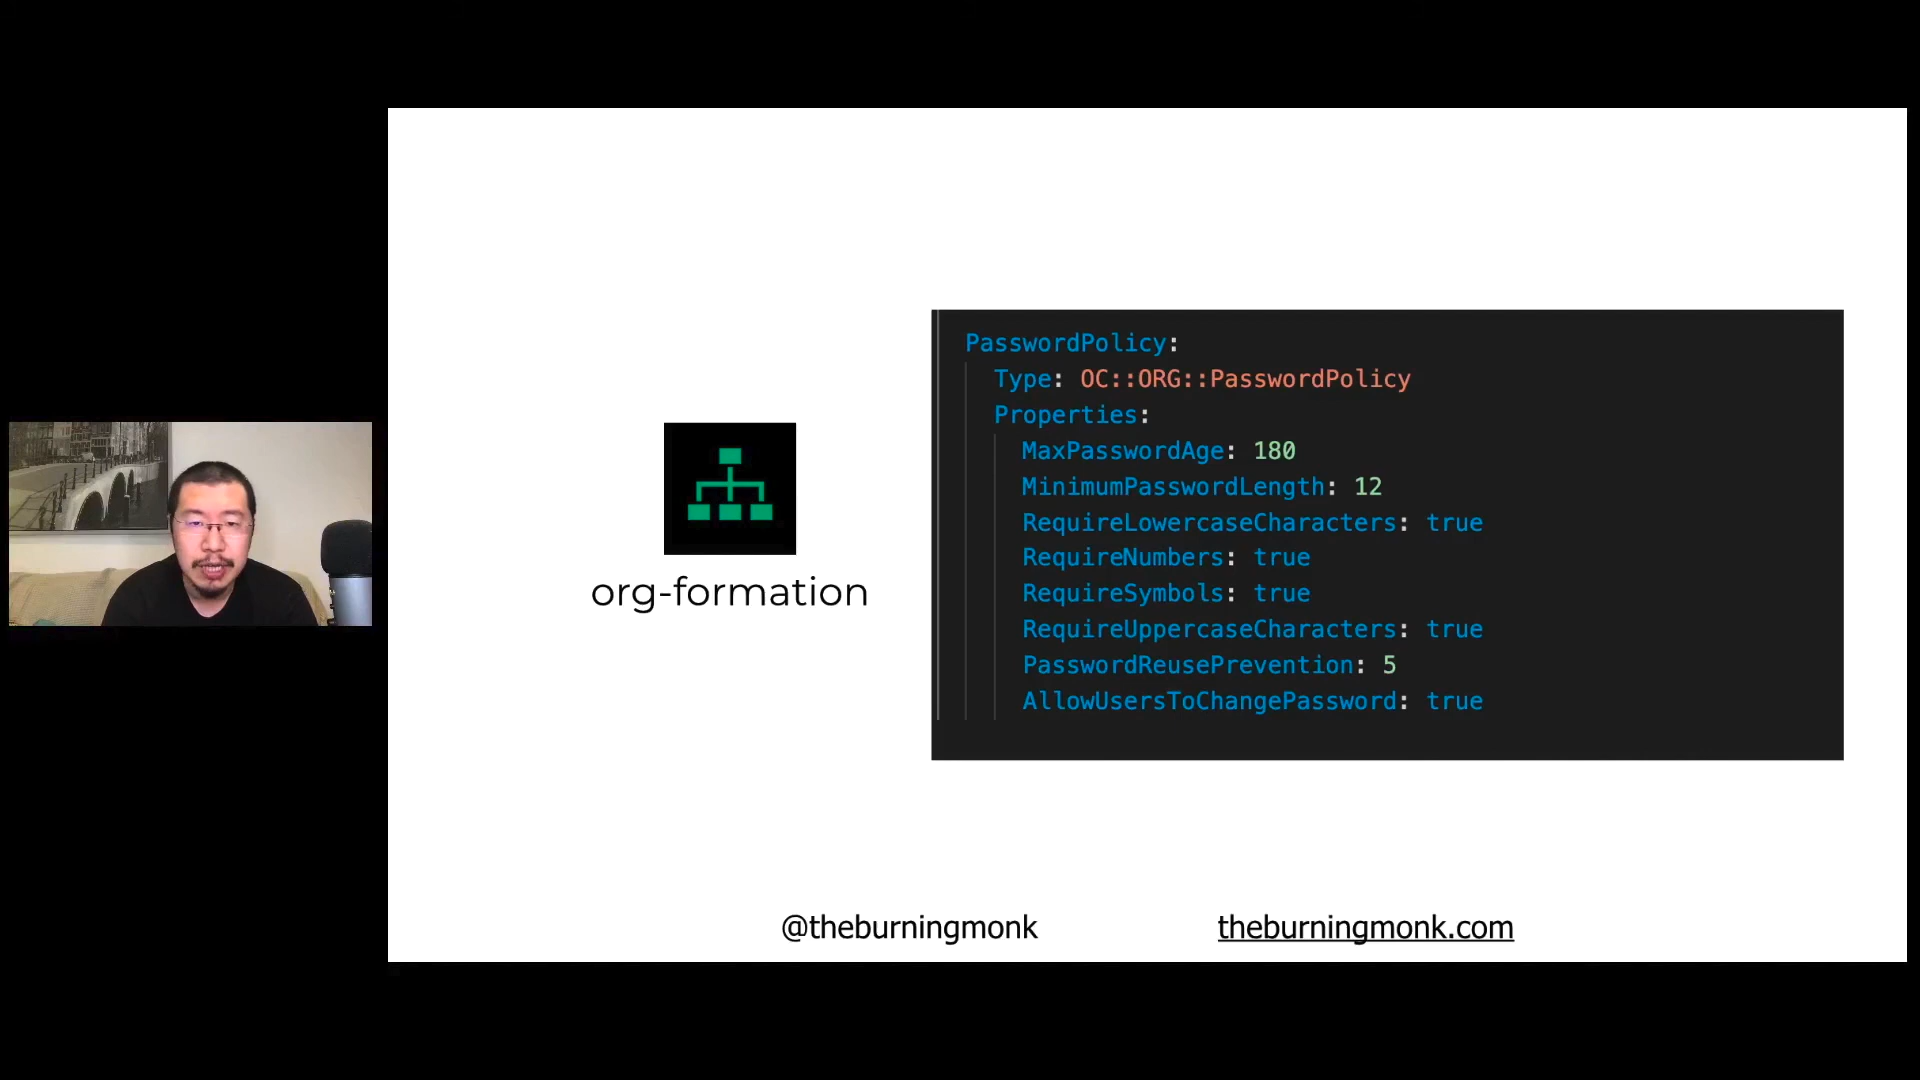 org-formation
PasswordPolicy:
Type: OC::ORG::PasswordPolicy
Properties:
MaxPasswordAge: 180
MinimumPasswordLength: 12
RequireLowercaseCharacters: true
RequireNumbers: true
RequireSymbols: true
RequireUppercaseCharacters: true
PasswordReusePrevention: 5
AllowUsersToChangePassword: true
@theburningmonk
theburningmonk.com